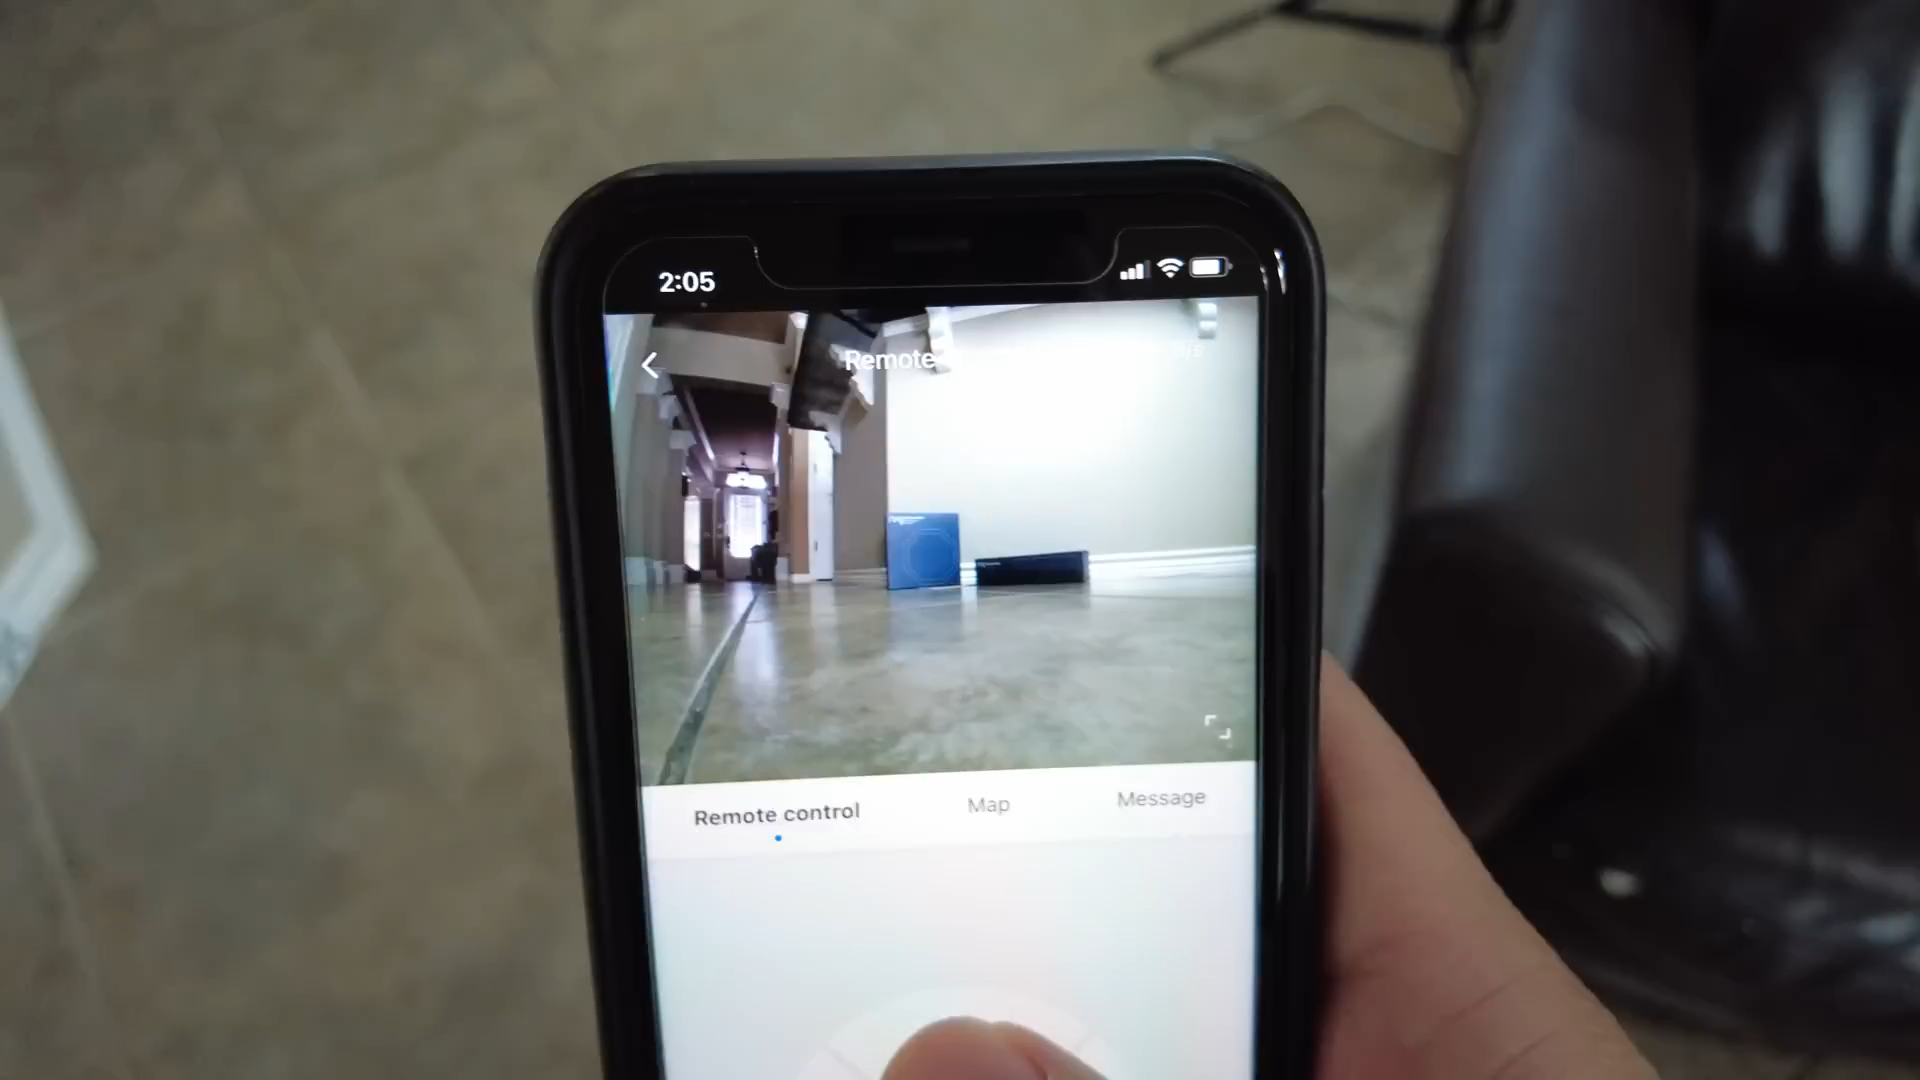 2:05
Remote
Remote control
Map
Message